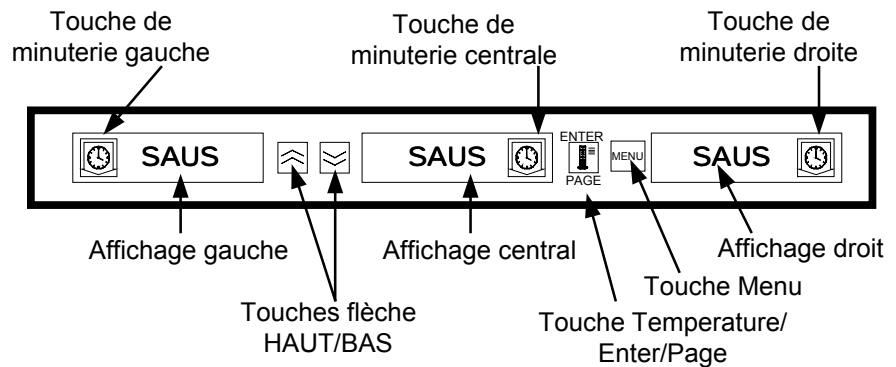 Touche de
minuterie gauche
Touche de
minuterie centrale
Touche de
minuterie droite
SAUS
SAUS
ENTER
PAGE
MENU
SAUS
Affichage gauche
Affichage central
Affichage droit
Touches flèche
HAUT/BAS
Touche Menu
Touche Temperature/
Enter/Page